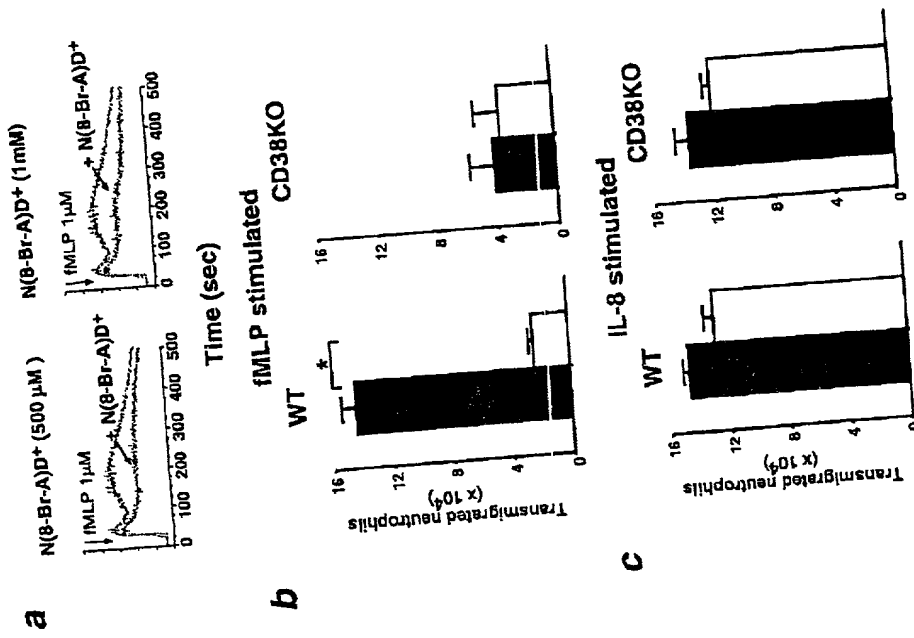 a
N(8-Br-A)D+ (500 µM)
N(8-Br-A)D+ (1mM)
fMLP 1µM
+ N(8-Br-A)D+
0 100 200 300 400 500
fMLP 1µM
+ N(8-Br-A)D+
0 100 200 300 400 500
Time (sec)
b
fMLP stimulated
WT
CD38KO
*
Transmigrated neutrophils
(x 10⁴)
16
12
8
4
0
16
12
8
4
0
c
IL-8 stimulated
WT
CD38KO
Transmigrated neutrophils
(x 10⁴)
16
12
8
4
0
16
12
8
4
0